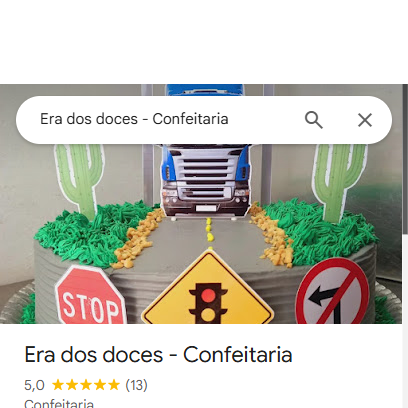 Era dos doces - Confeitaria
STOP
Era dos doces - Confeitaria
5,0 (13)
Confeitaria